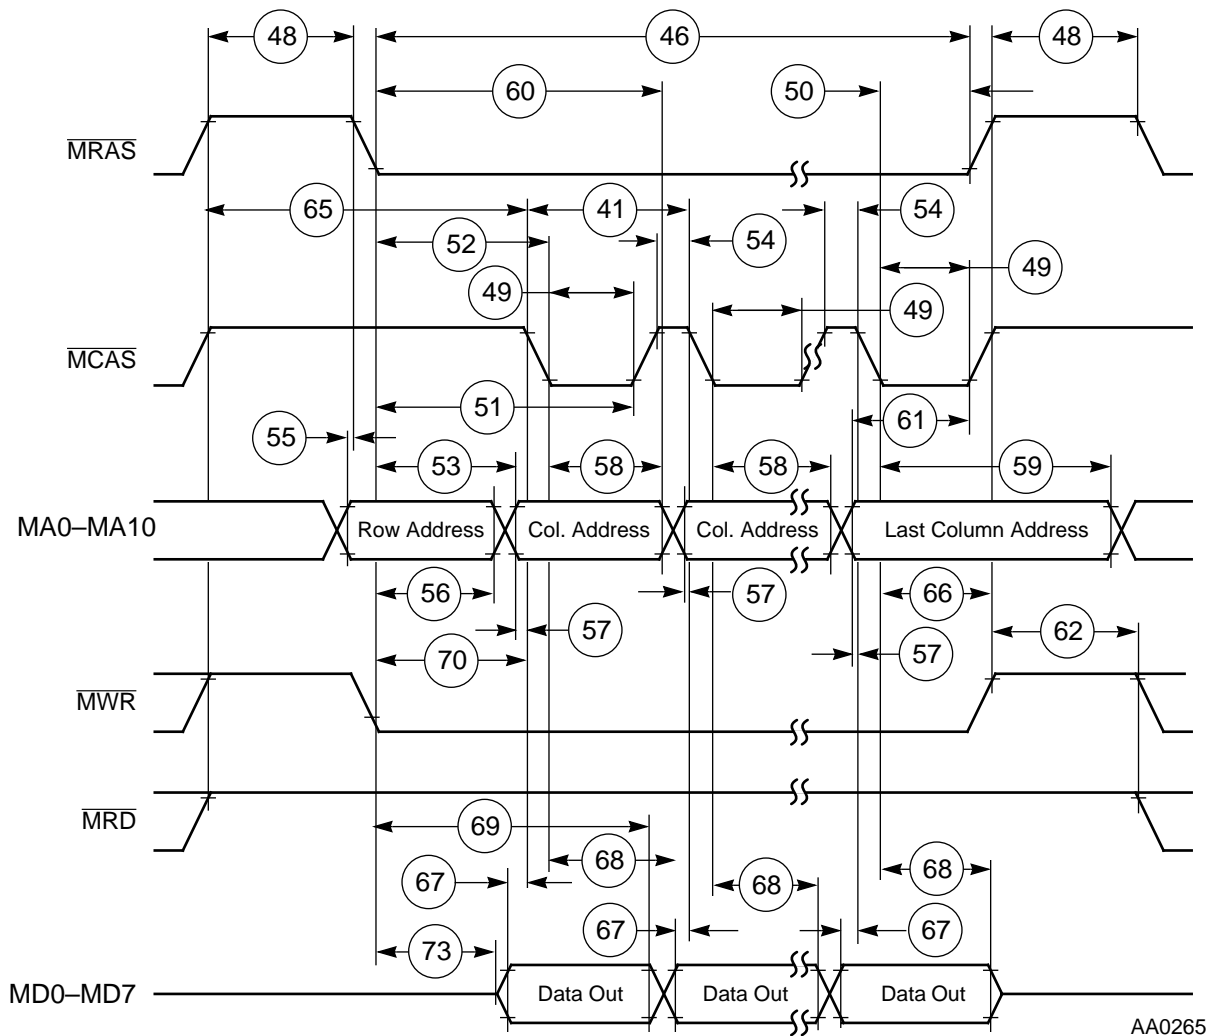 48 46 48
60 50
MRAS
65 41 54
52 54
49 49
49
MCAS
51 61
55
53 58 58 59
MA0–MA10 Row Address Col. Address Col. Address Last Column Address
56 57 66
57 62
70 57
MWR
MRD
69
68 68
67 68
67 67
73
MD0–MD7 Data Out Data Out Data Out
AA0265